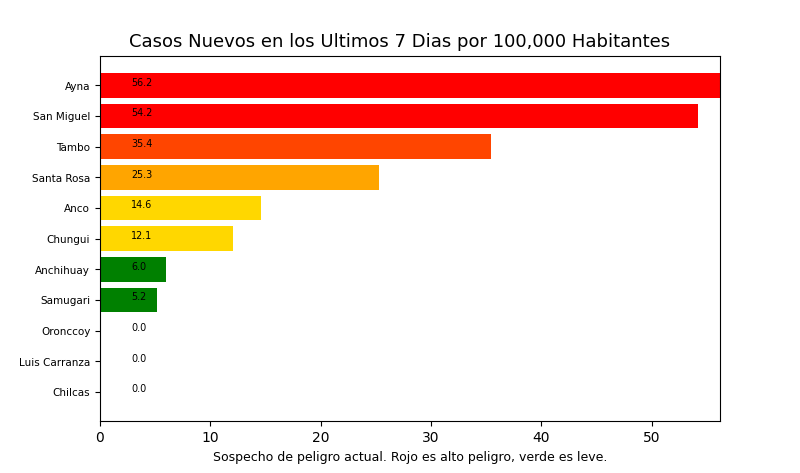 Casos Nuevos en los Ultimos 7 Dias por 100,000 Habitantes
Ayna 56.2
San Miguel 54.2
Tambo 35.4
Santa Rosa 25.3
Anco 14.6
Chungui 12.1
Anchihuay 6.0
Samugari 5.2
Oronccoy 0.0
Luis Carranza 0.0
Chilcas 0.0
0 10 20 30 40 50
Sospecho de peligro actual. Rojo es alto peligro, verde es leve.